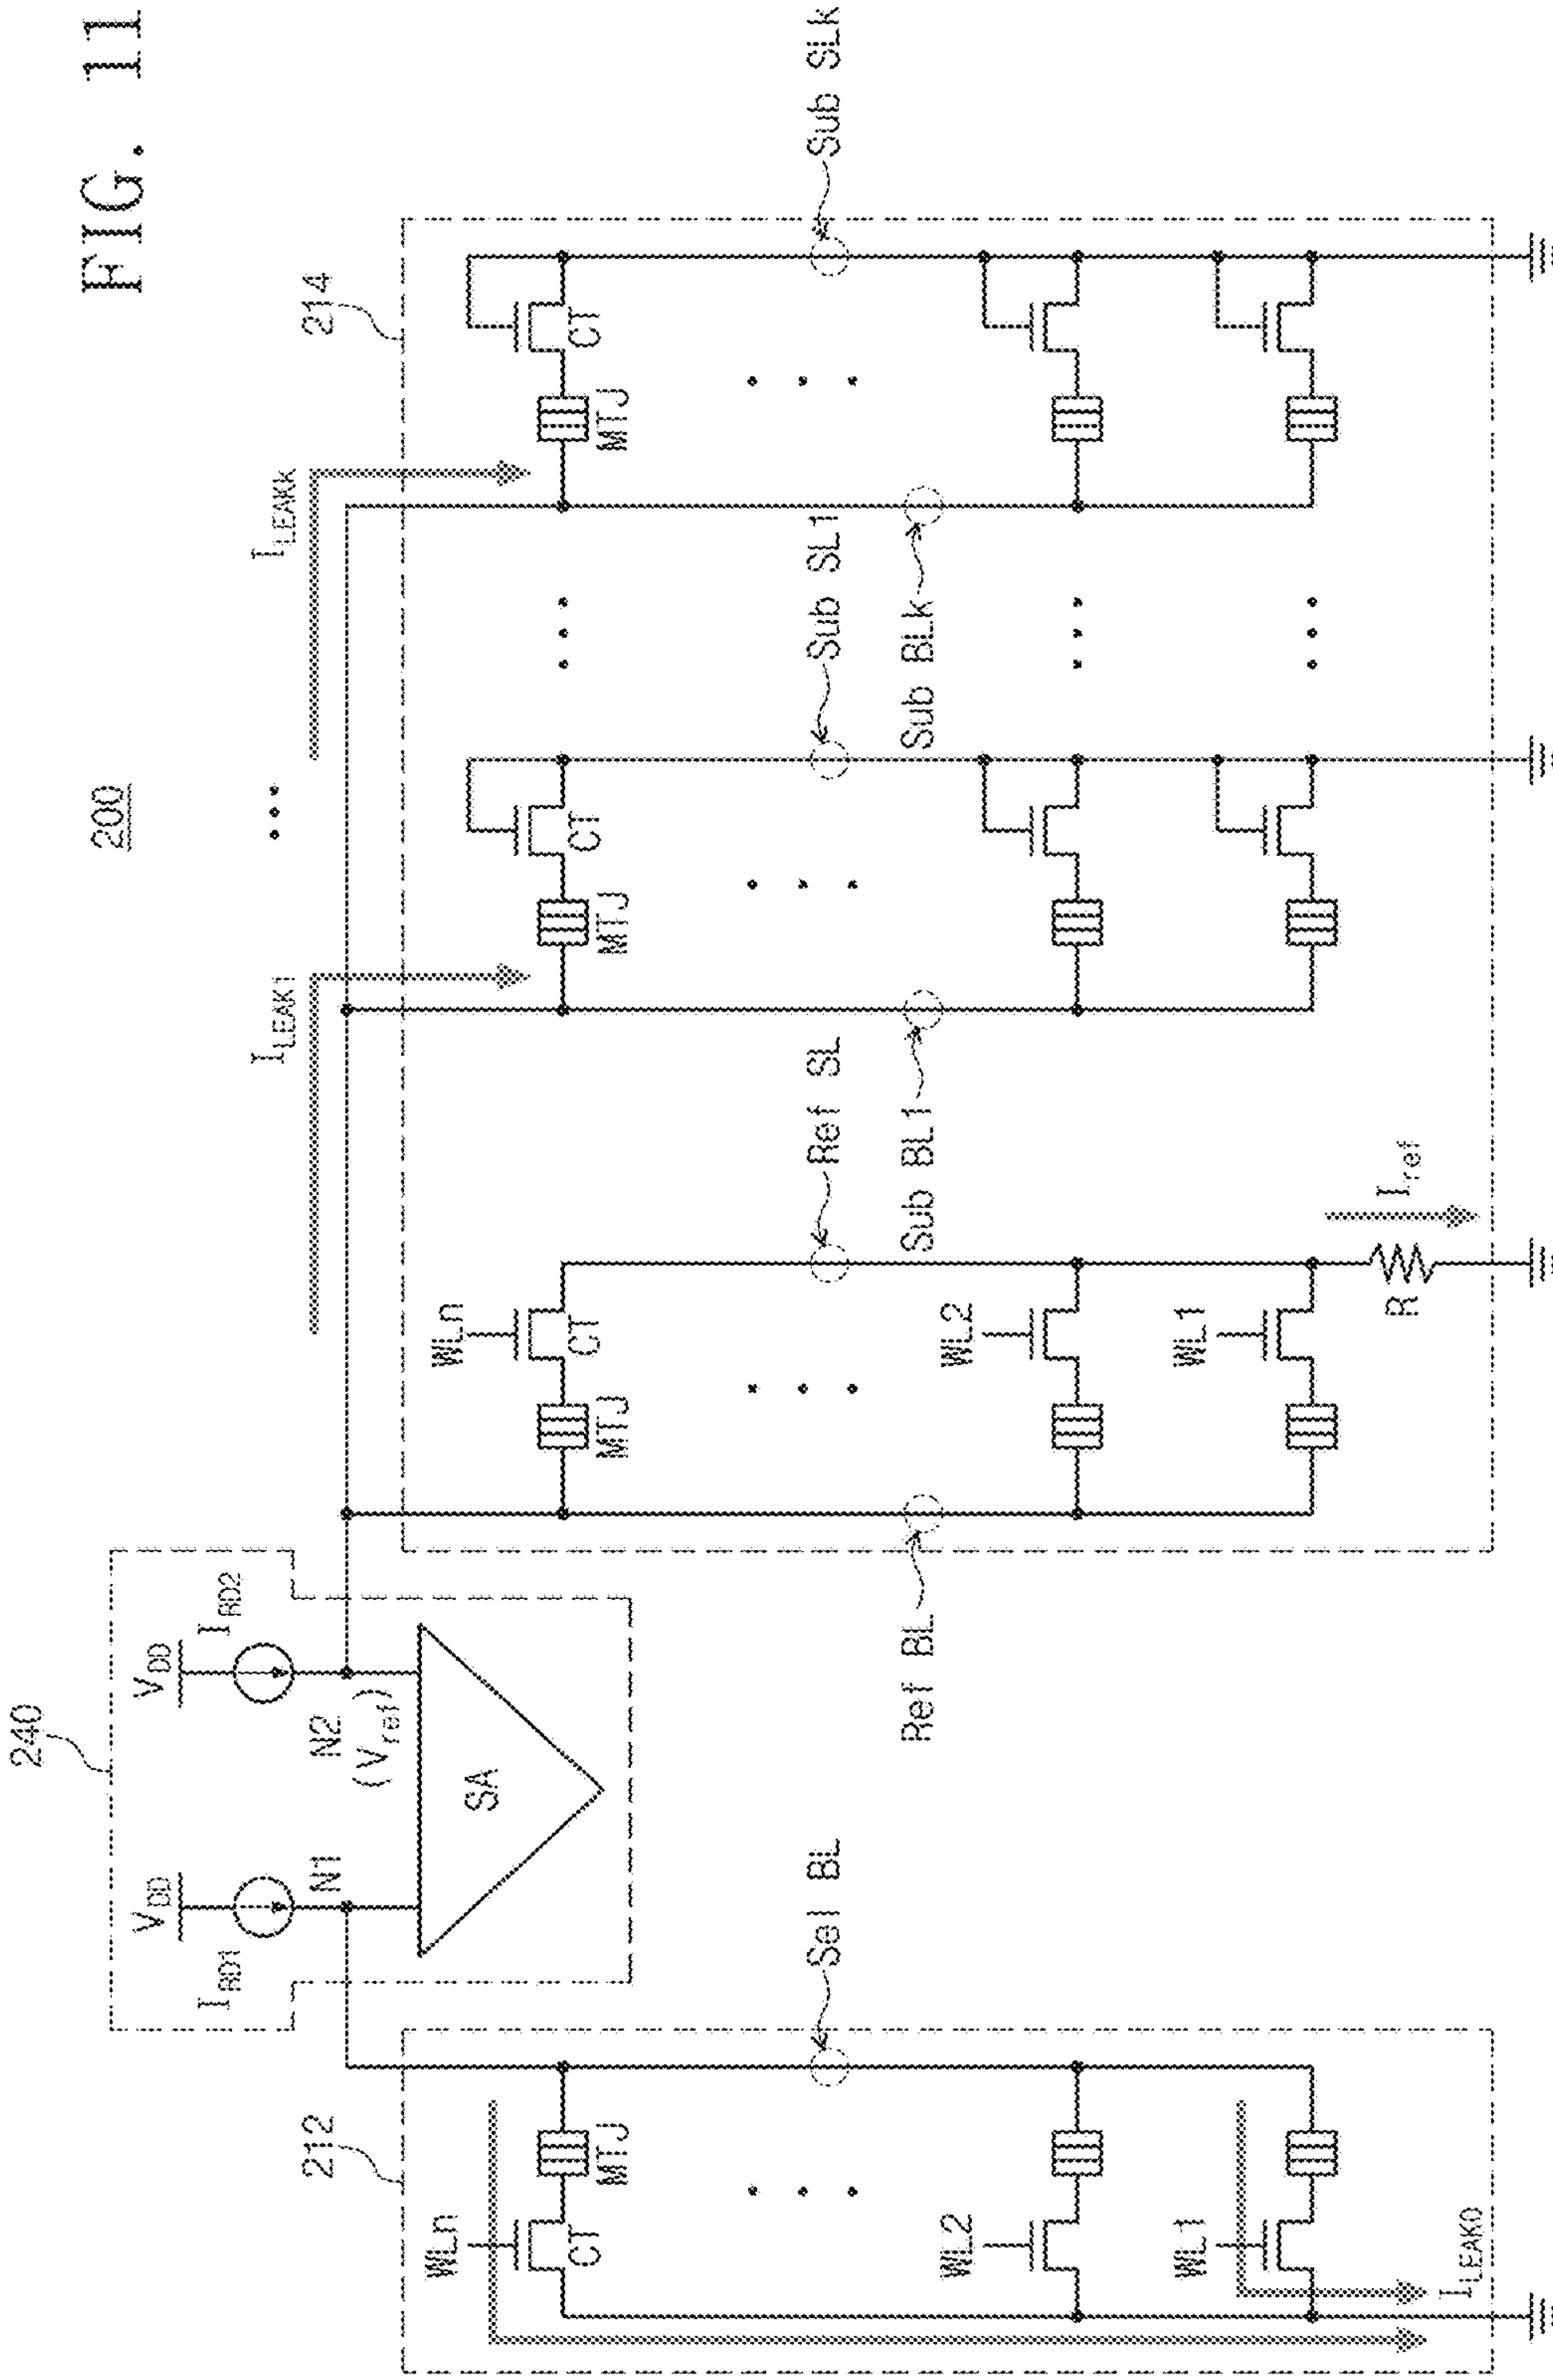 FIG. 11
200
240
V_DD
V_DD
I_RD1
I_RD2
N1
N2
(V_ref)
SA
I_LEAK1
• • •
I_LEAKk
212
214
WLn
CT
MTJ
WLn
MTJ
CT
MTJ
CT
MTJ
CT
Sel BL
Ref SL
Sub SL1
Sub SLk
Ref BL
Sub BL1
Sub BLk
WL2
WL2
WL1
WL1
R
I_ref
I_LEAK0